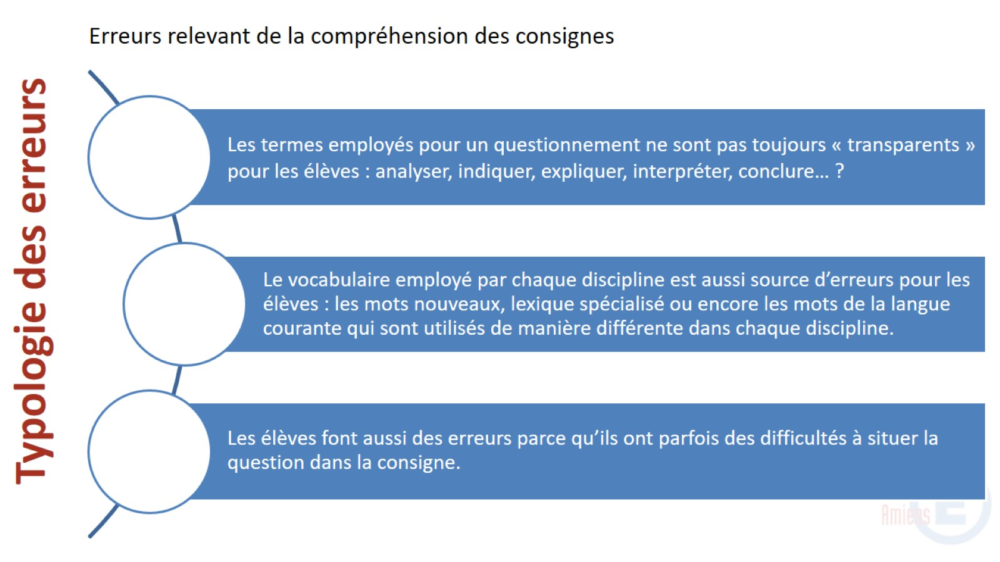 Erreurs relevant de la compréhension des consignes
Typologie des erreurs
Les termes employés pour un questionnement ne sont pas toujours « transparents »
pour les élèves : analyser, indiquer, expliquer, interpréter, conclure... ?
Le vocabulaire employé par chaque discipline est aussi source d’erreurs pour les
élèves : les mots nouveaux, lexique spécialisé ou encore les mots de la langue
courante qui sont utilisés de manière différente dans chaque discipline.
Les élèves font aussi des erreurs parce qu’ils ont parfois des difficultés à situer la
question dans la consigne.
Amiens